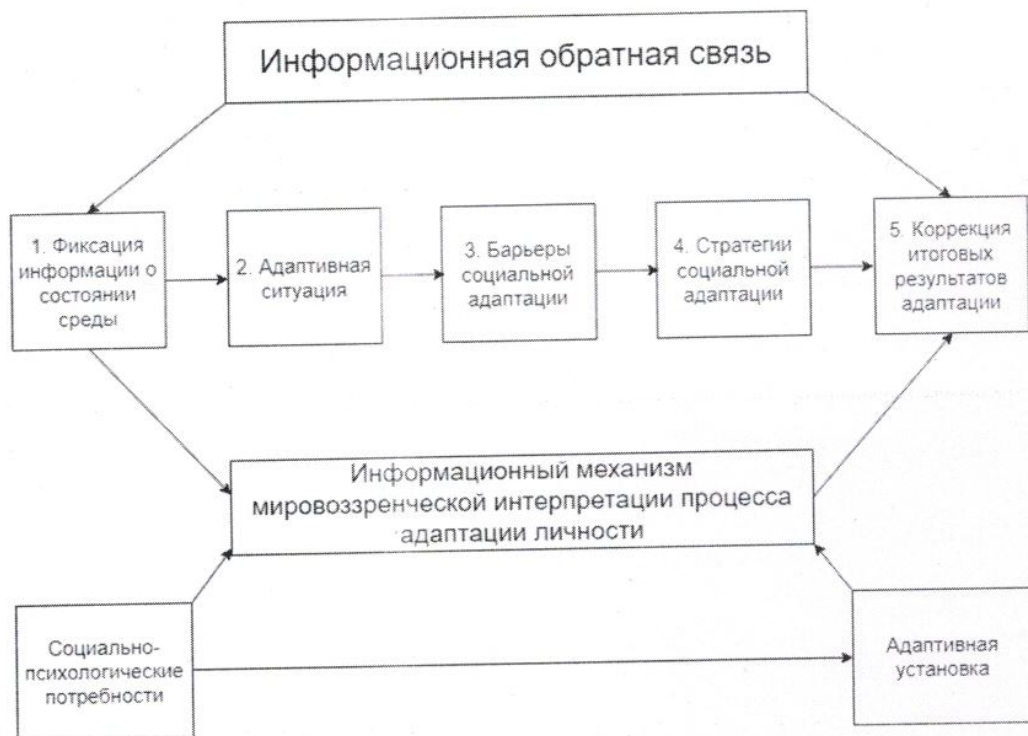 Информационная обратная связь
1. Фиксация
информации о
состоянии
среды
2. Адаптивная
ситуация
3. Барьеры
социальной
адаптации
4. Стратегии
социальной
адаптации
5. Коррекция
итоговых
результатов
адаптации
Информационный механизм
мировоззренческой интерпретации процесса
адаптации личности
Социально-
психологические
потребности
Адаптивная
установка